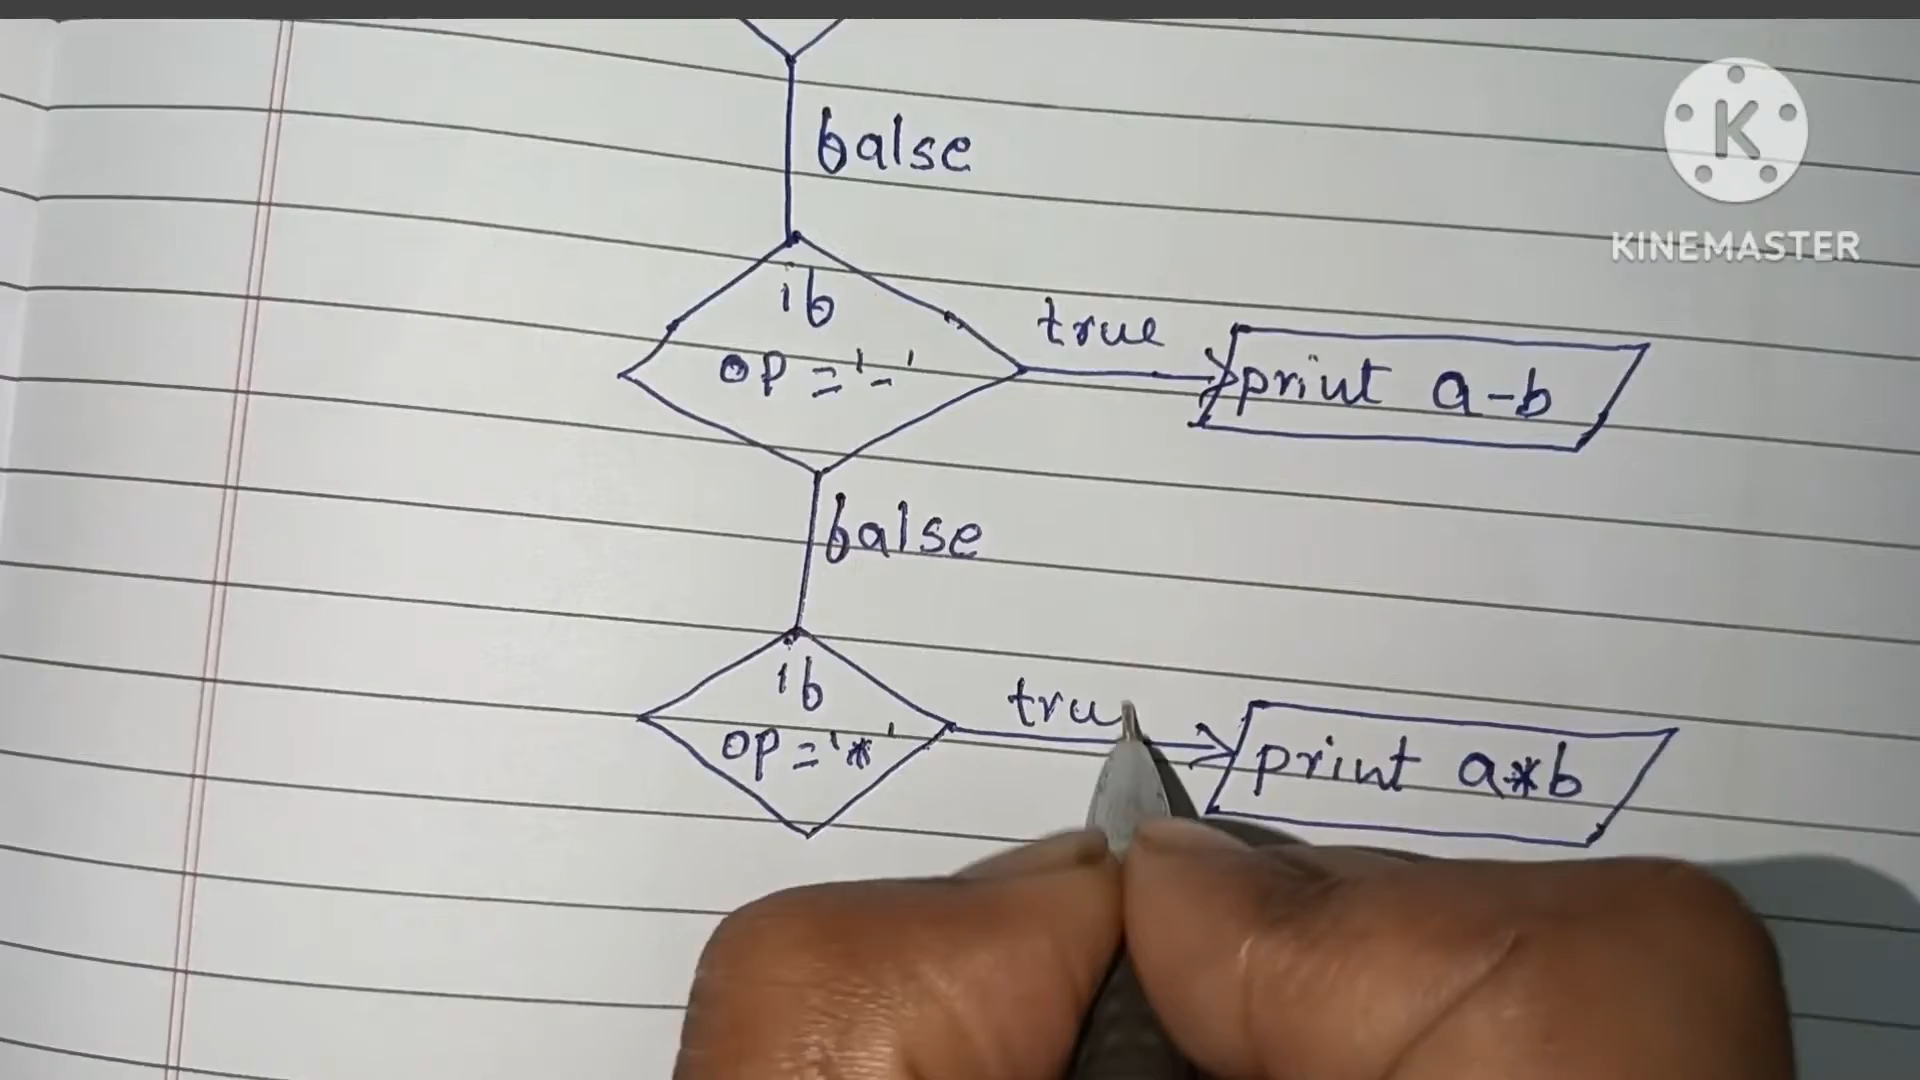 false
if
op = '-'
true
print a-b
false
if
op = '*'
tru
print a*b
KINEMASTER